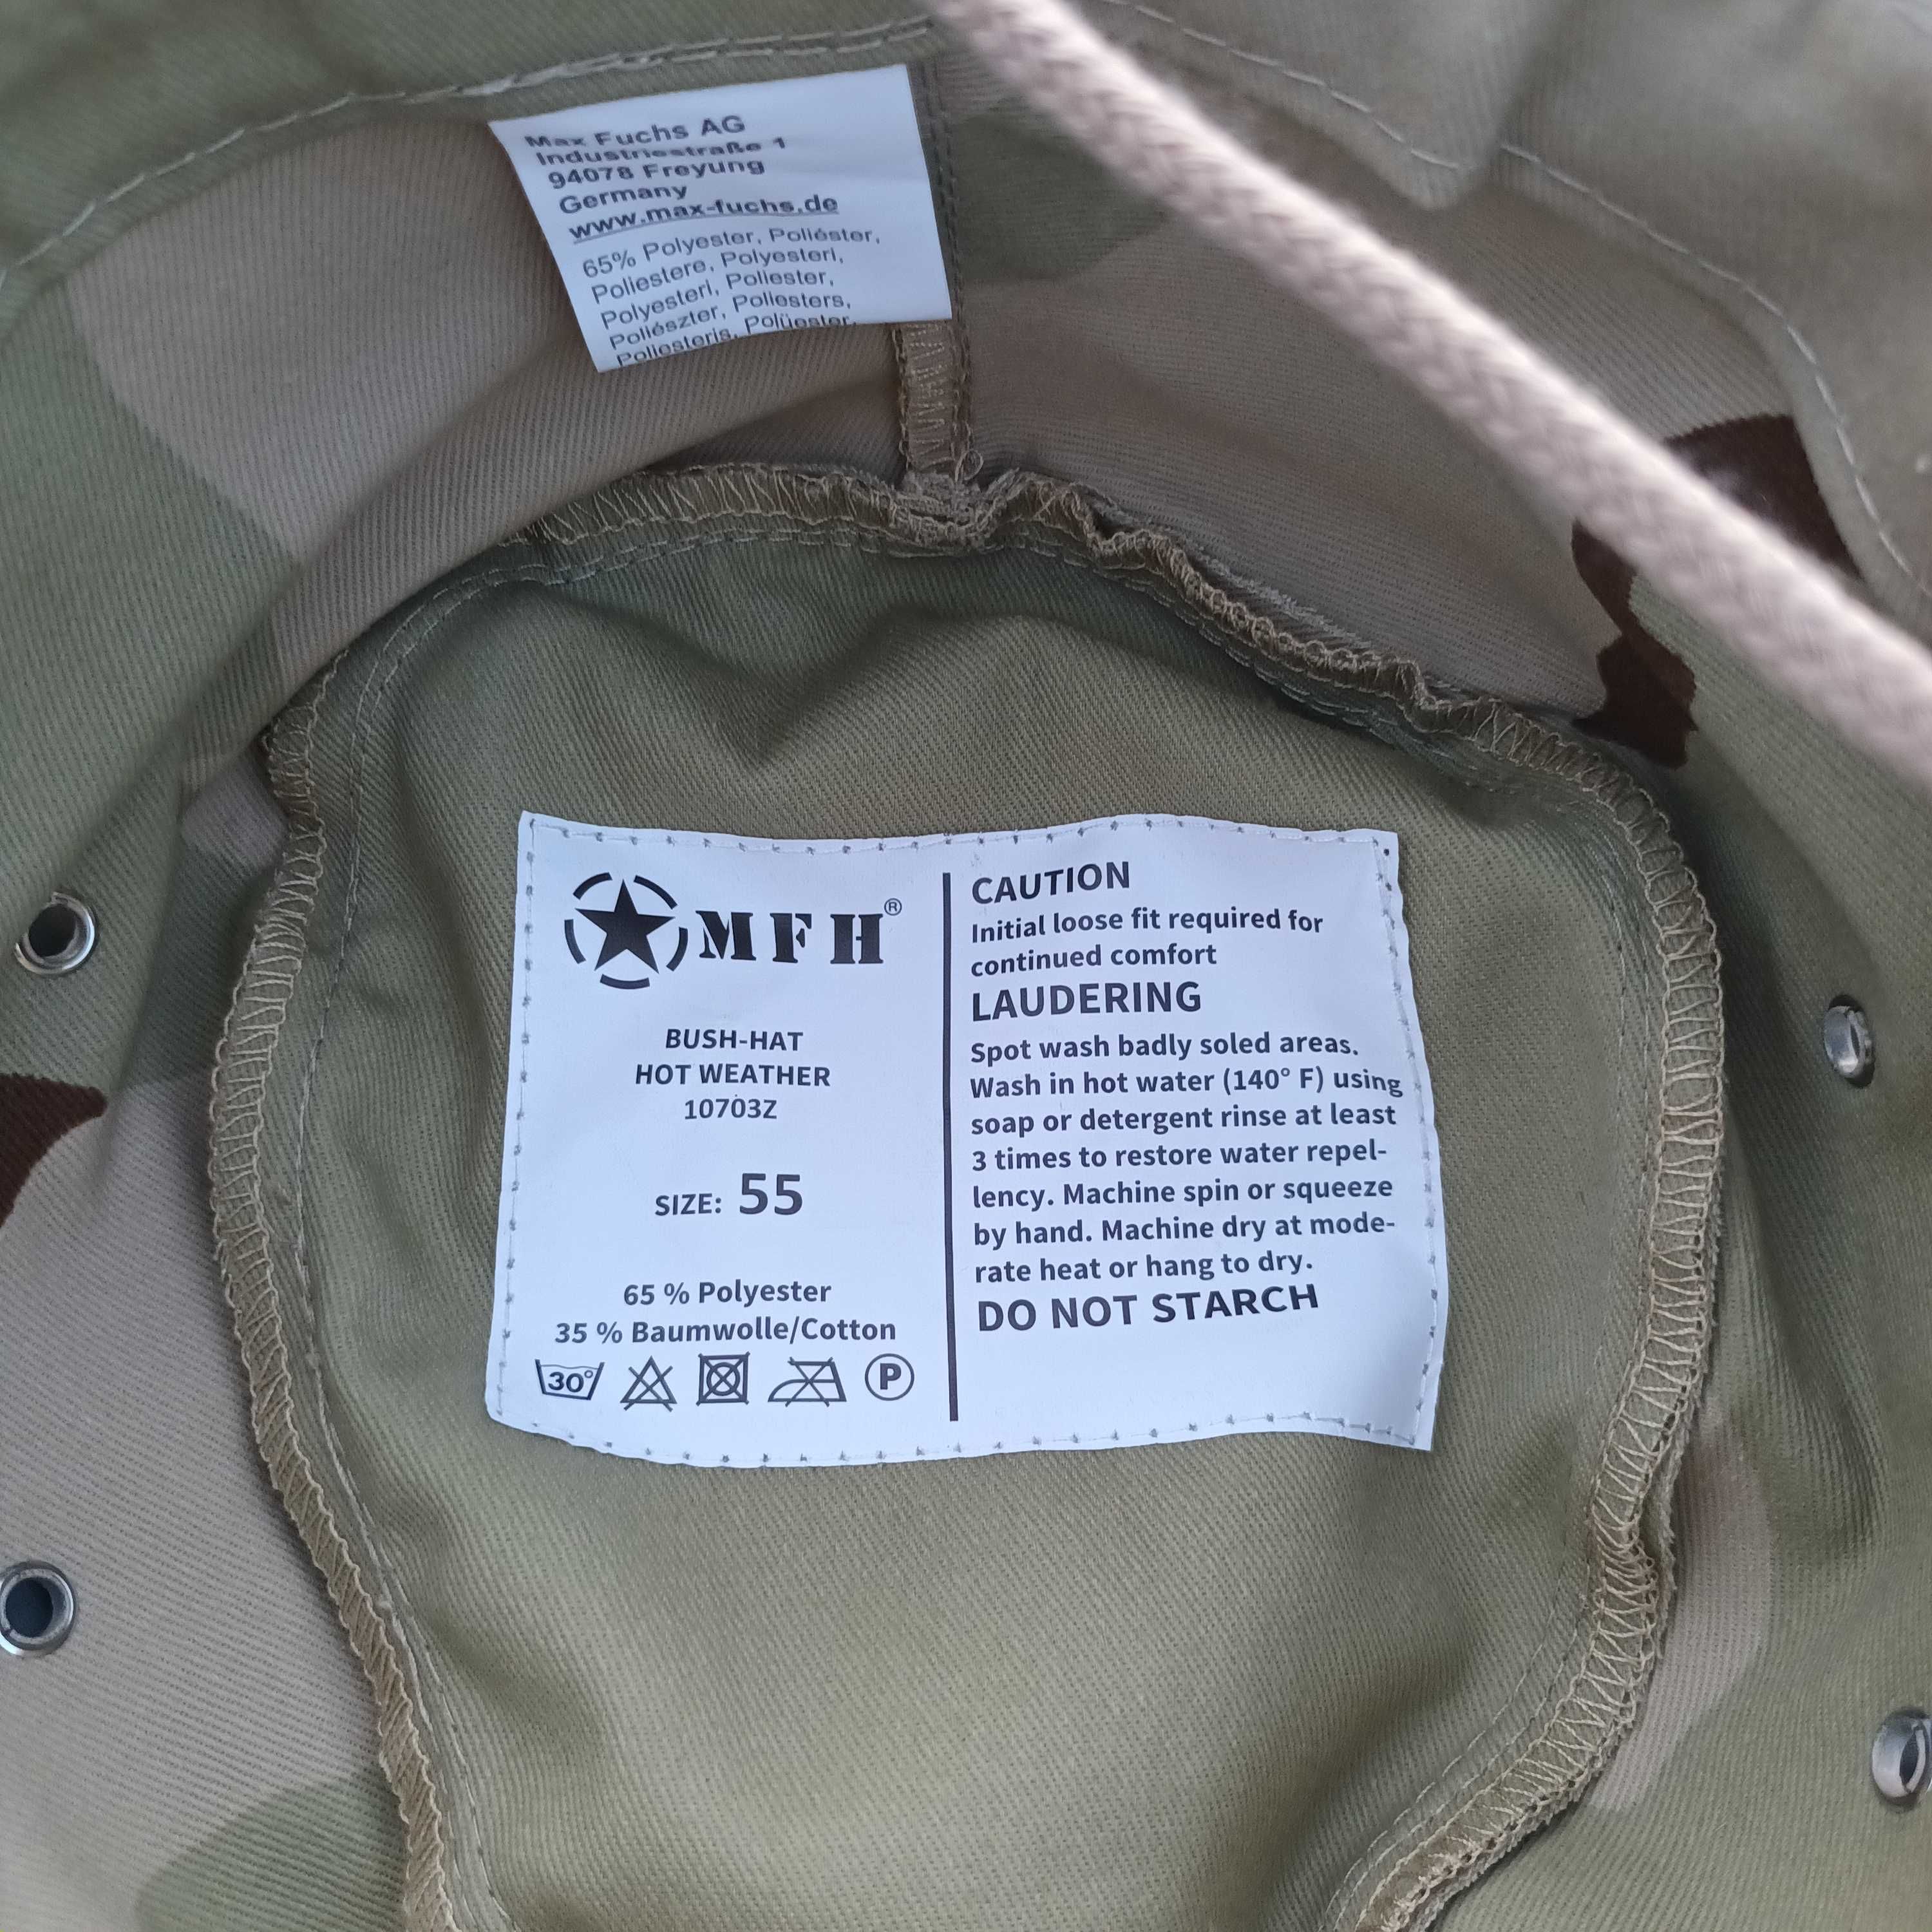 Max Fuchs AG
Industriestraße 1
94078 Freyung
Germany
www.max-fuchs.de
65% Polyester, Poliéster,
Poliestere, Polyesteri,
Polyesterl, Poliester,
Poliészter, Poliesters,
Poliesteris, Polüester,
MFH®
BUSH-HAT
HOT WEATHER
10703Z
SIZE: 55
65 % Polyester
35 % Baumwolle/Cotton
30°
P
CAUTION
Initial loose fit required for
continued comfort
LAUDERING
Spot wash badly soled areas.
Wash in hot water (140° F) using
soap or detergent rinse at least
3 times to restore water repel-
lency. Machine spin or squeeze
by hand. Machine dry at mode-
rate heat or hang to dry.
DO NOT STARCH